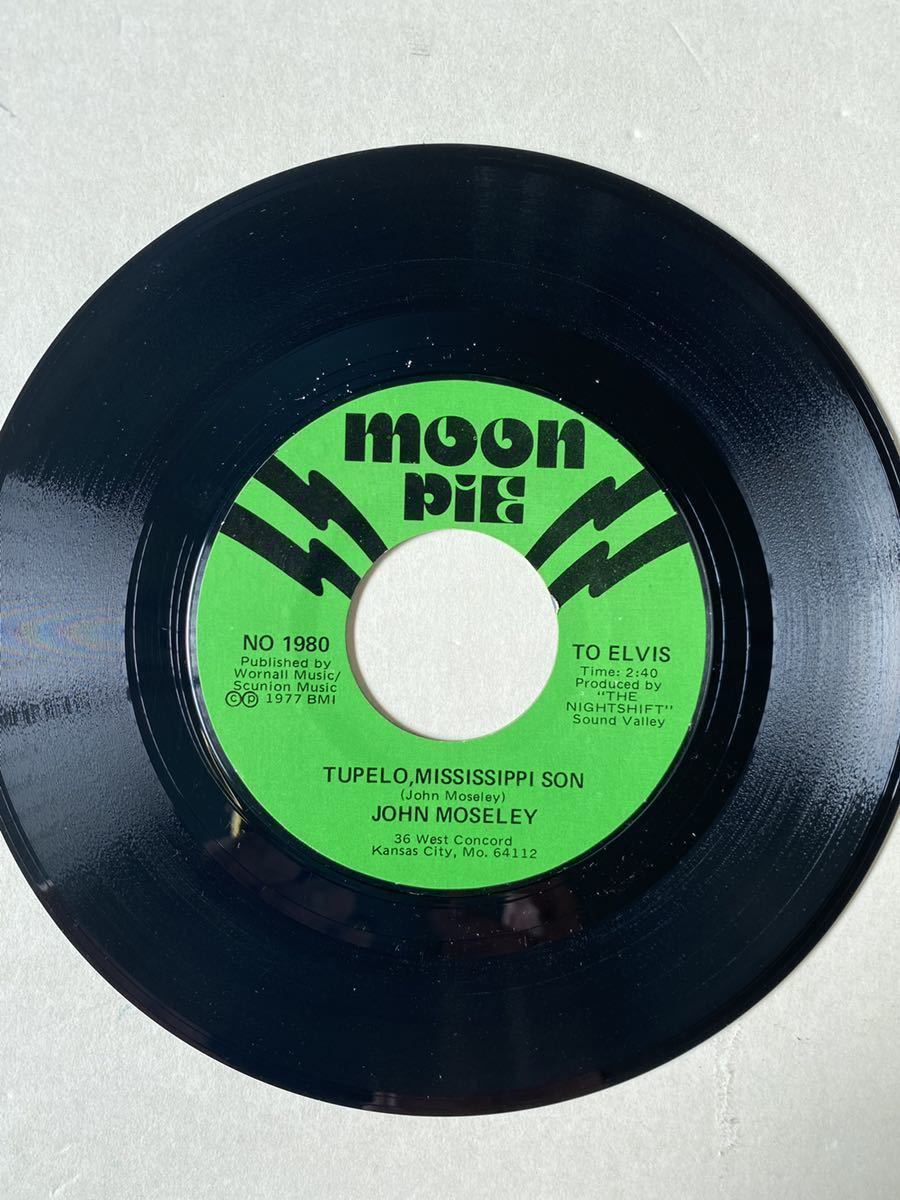 moon
pie
NO 1980
Published by
Wornall Music/
Scunion Music
©℗ 1977 BMI
TO ELVIS
Time: 2:40
Produced by
"THE
NIGHTSHIFT"
Sound Valley
TUPELO,MISSISSIPPI SON
(John Moseley)
JOHN MOSELEY
36 West Concord
Kansas City, Mo. 64112